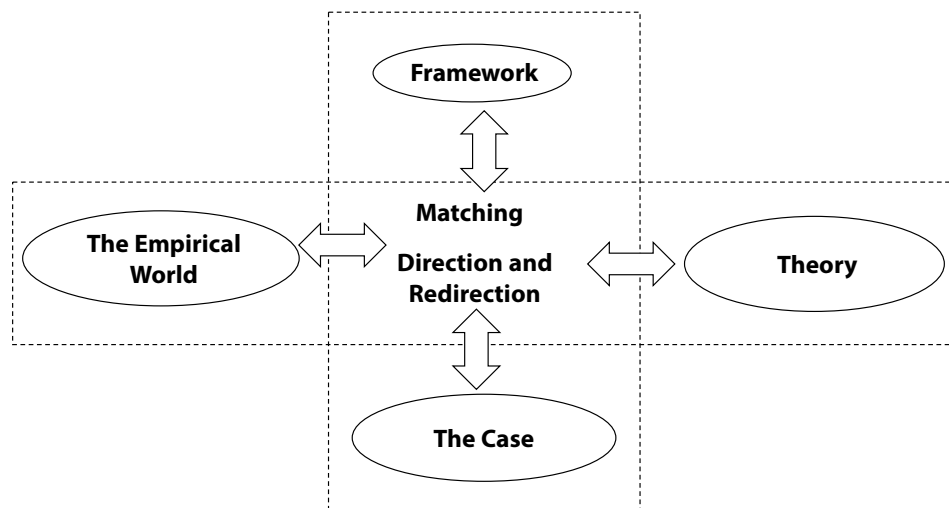 Framework
Matching
The Empirical
World
Direction and
Redirection
Theory
The Case